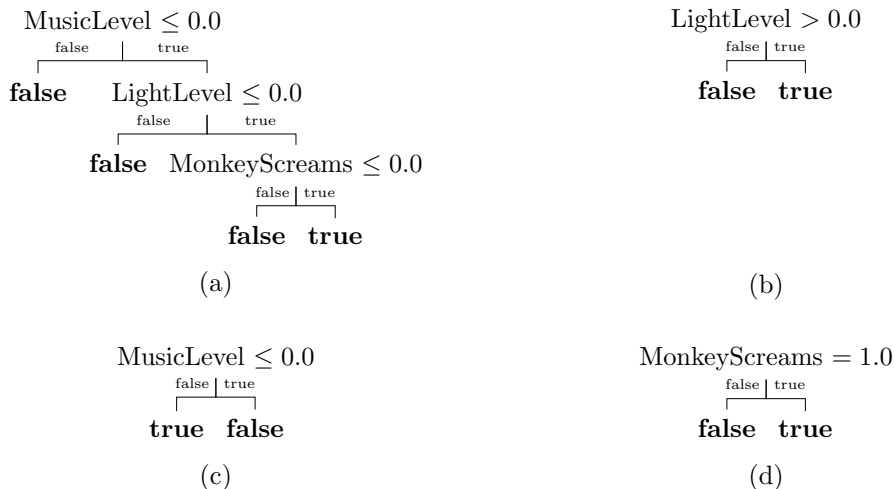 MusicLevel ≤ 0.0
false true
false LightLevel ≤ 0.0
false true
false MonkeyScreams ≤ 0.0
false true
false true
(a)
LightLevel > 0.0
false true
false true
(b)
MusicLevel ≤ 0.0
false true
true false
(c)
MonkeyScreams = 1.0
false true
false true
(d)